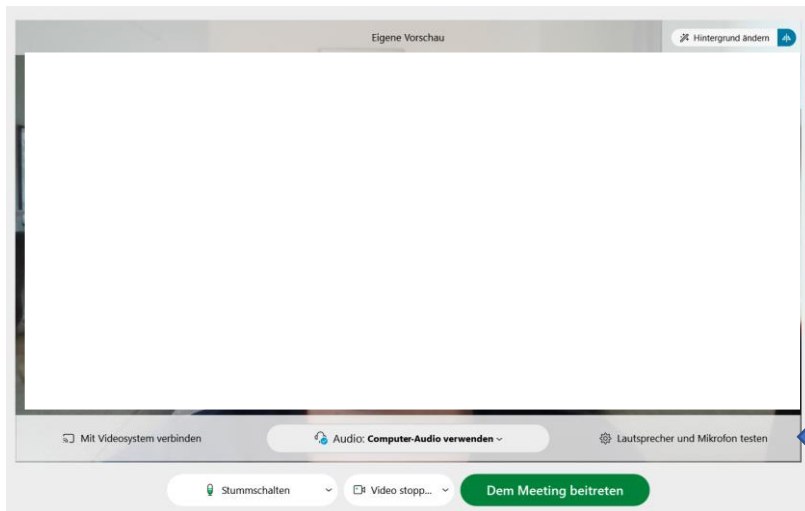 Eigene Vorschau
Hintergrund ändern
Mit Videosystem verbinden
Audio: Computer-Audio verwenden
Lautsprecher und Mikrofon testen
Stummschalten
Video stopp...
Dem Meeting beitreten